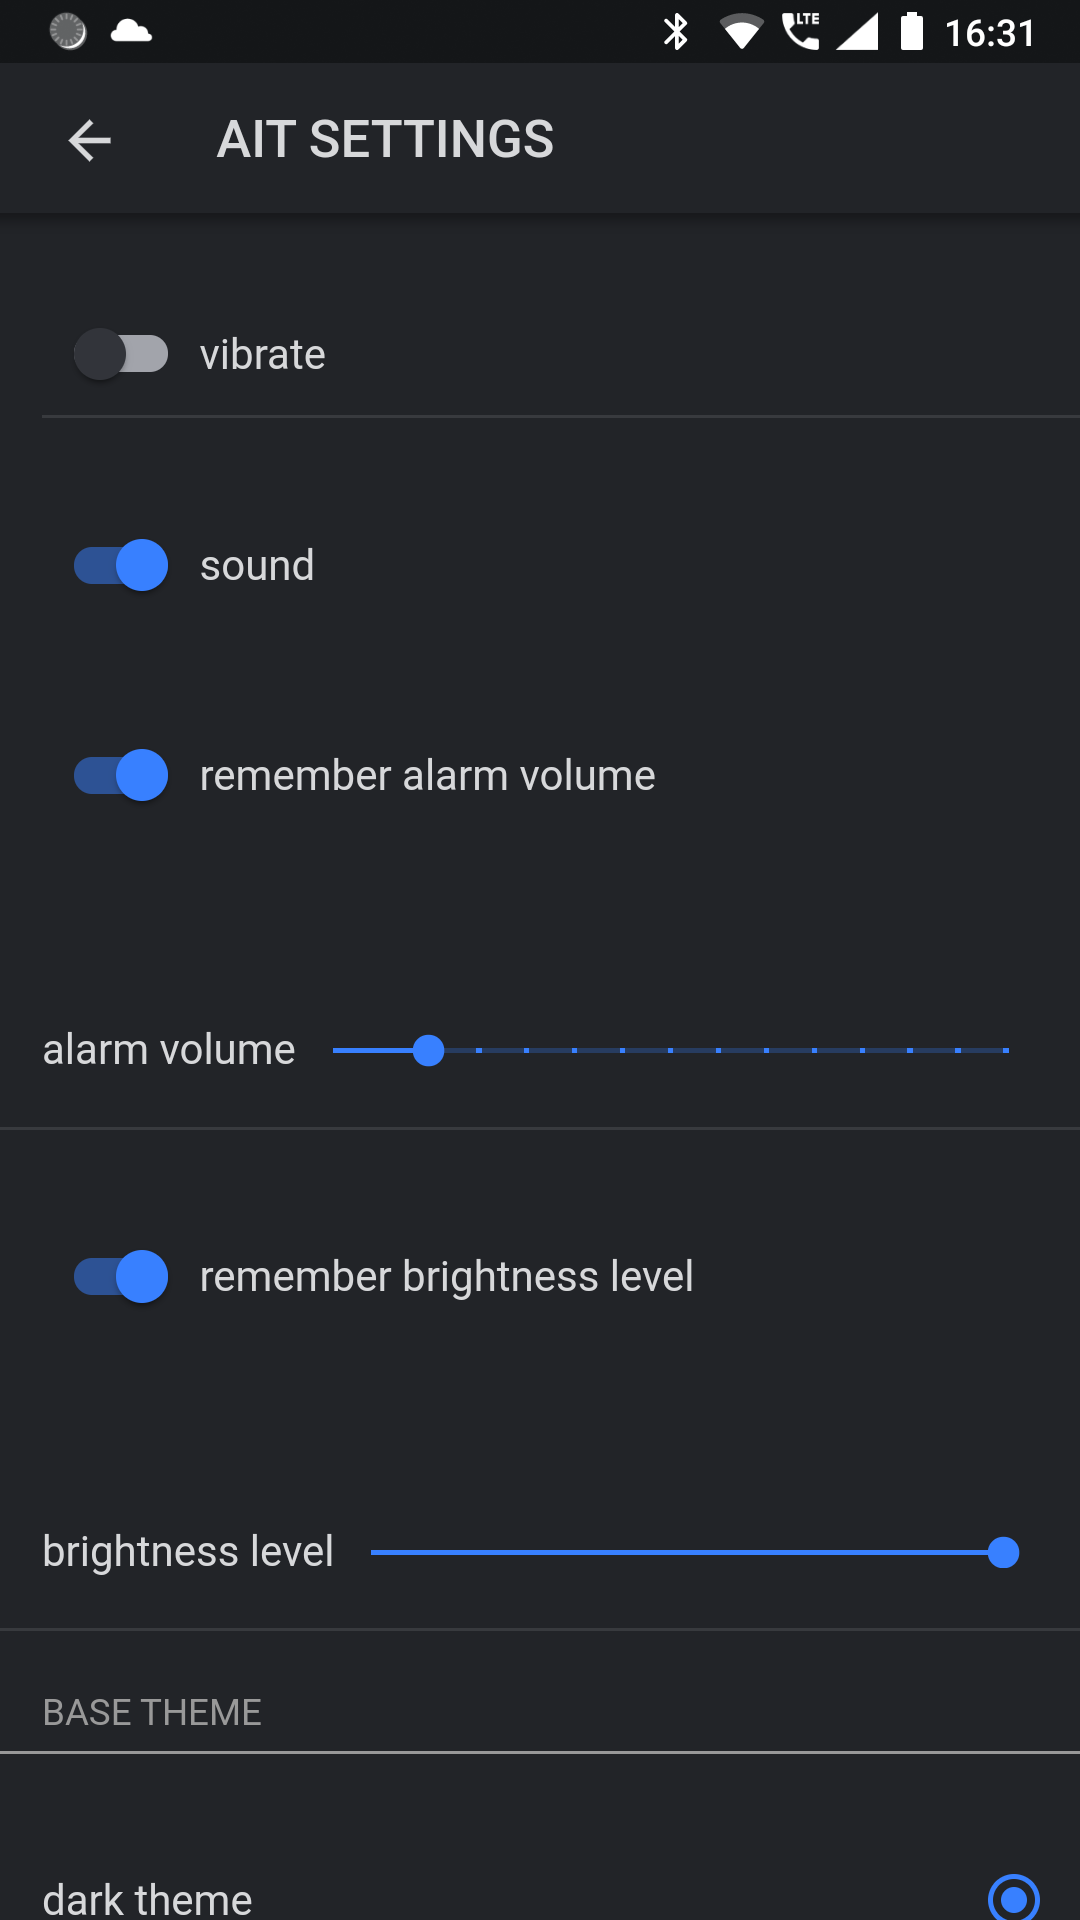 LTE 16:31
AIT SETTINGS
vibrate
sound
remember alarm volume
alarm volume
remember brightness level
brightness level
BASE THEME
dark theme